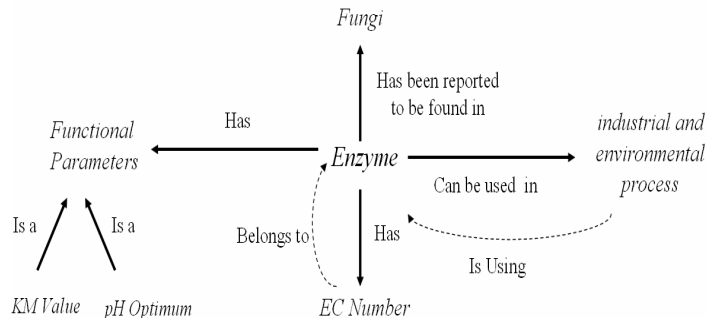 Fungi
Has been reported
to be found in
Has
Functional
Parameters
Enzyme
industrial and
environmental
process
Can be used in
Is a
Is a
Belongs to
Has
Is Using
KM Value
pH Optimum
EC Number